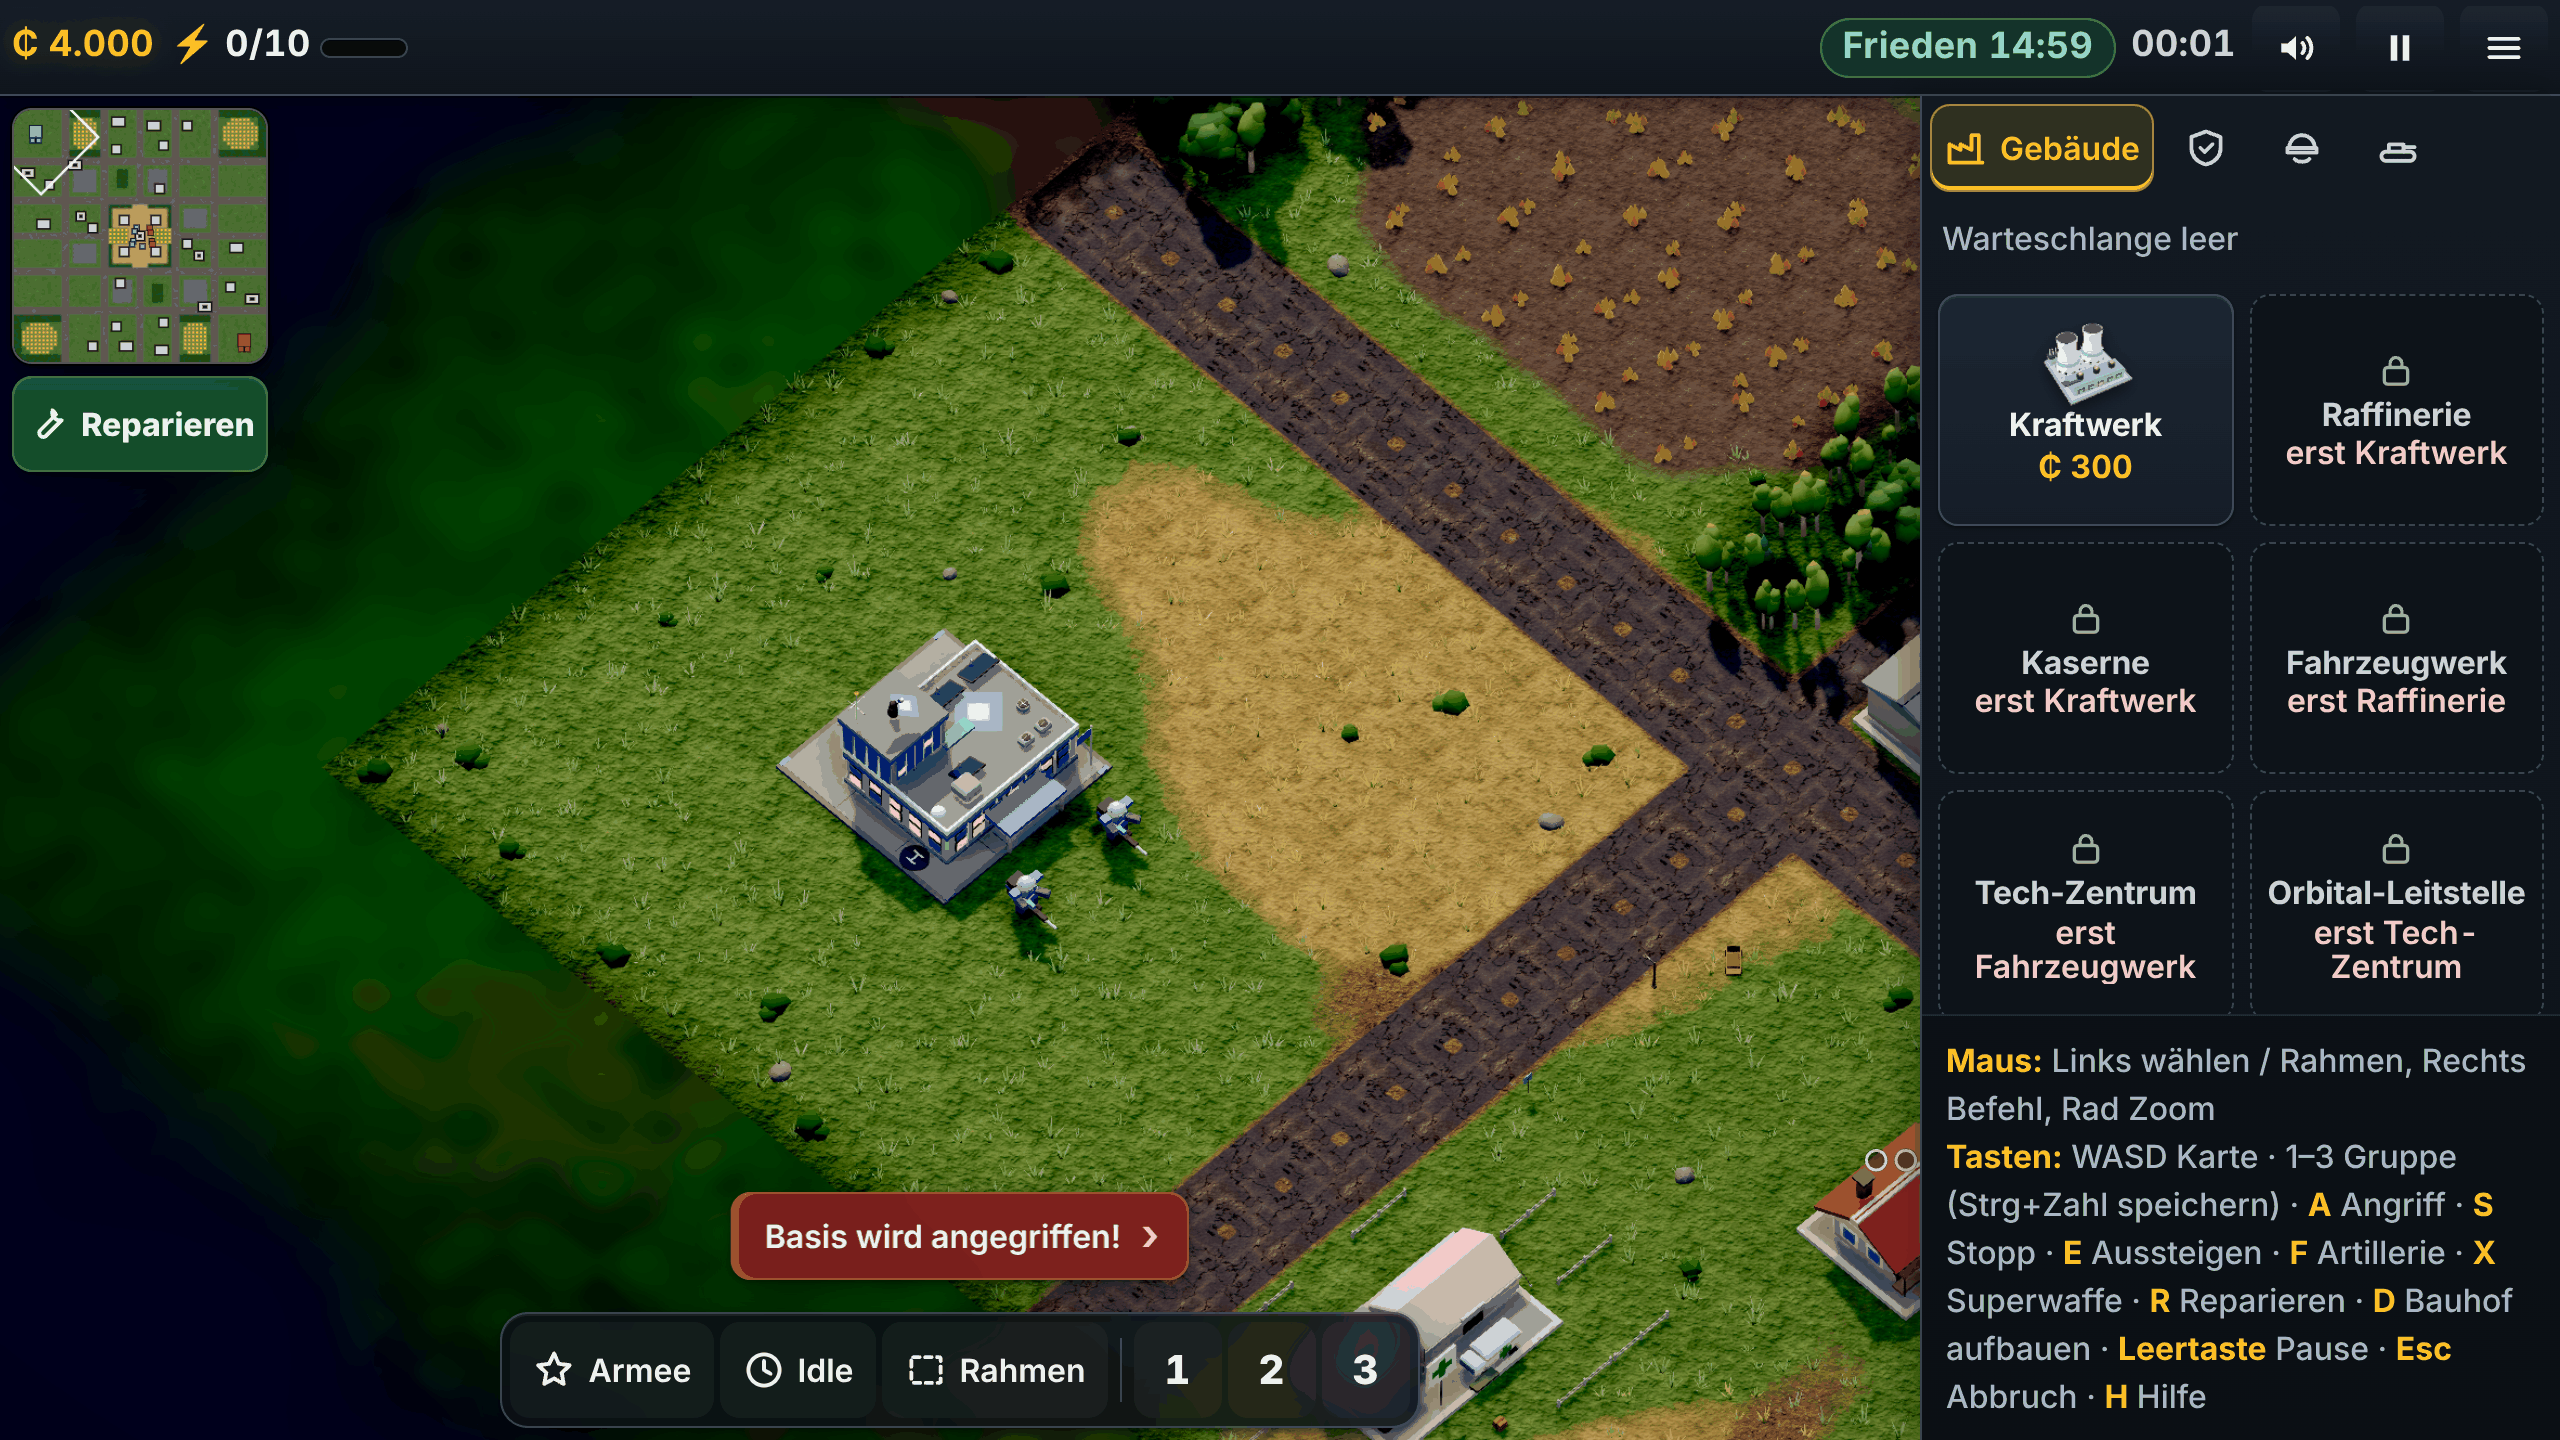 ₵ 4.000 ⚡ 0/10
Frieden 14:59 00:01
Reparieren
Gebäude
Warteschlange leer
Kraftwerk
₵ 300
Raffinerie
erst Kraftwerk
Kaserne
erst Kraftwerk
Fahrzeugwerk
erst Raffinerie
Tech-Zentrum
erst
Fahrzeugwerk
Orbital-Leitstelle
erst Tech-
Zentrum
Maus: Links wählen / Rahmen, Rechts
Befehl, Rad Zoom
Tasten: WASD Karte · 1–3 Gruppe
(Strg+Zahl speichern) · A Angriff · S
Stopp · E Aussteigen · F Artillerie · X
Superwaffe · R Reparieren · D Bauhof
aufbauen · Leertaste Pause · Esc
Abbruch · H Hilfe
Basis wird angegriffen! ›
Armee Idle Rahmen 1 2 3